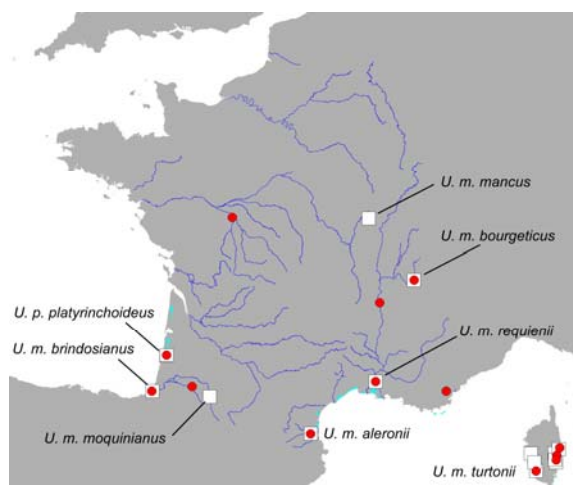 U. m. mancus
U. m. bourgeticus
U. p. platyrinchoideus
U. m. brindosianus
U. m. requienii
U. m. moquinianus
U. m. aleronii
U. m. turtonii